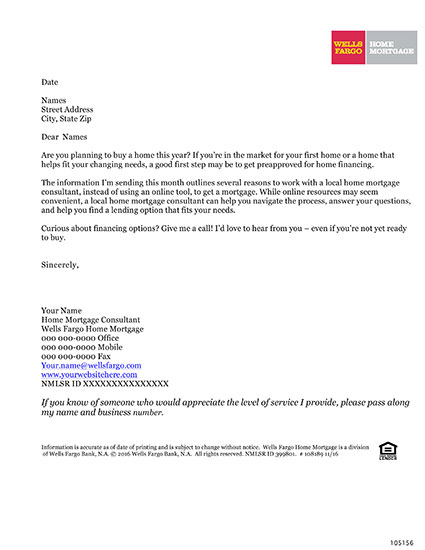 WELLS
FARGO
HOME
MORTGAGE
Date
Names
Street Address
City, State Zip
Dear Names
Are you planning to buy a home this year? If you're in the market for your first home or a home that
helps fit your changing needs, a good first step may be to get preapproved for home financing.
The information I'm sending this month outlines several reasons to work with a local home mortgage
consultant, instead of using an online tool, to get a mortgage. While online resources may seem
convenient, a local home mortgage consultant can help you navigate the process, answer your questions,
and help you find a lending option that fits your needs.
Curious about financing options? Give me a call! I'd love to hear from you – even if you're not yet ready
to buy.
Sincerely,
Your Name
Home Mortgage Consultant
Wells Fargo Home Mortgage
000 000-0000 Office
000 000-0000 Mobile
000 000-0000 Fax
Your.name@wellsfargo.com
www.yourwebsitehere.com
NMLSR ID XXXXXXXXXXXXXXX
If you know of someone who would appreciate the level of service I provide, please pass along
my name and business number.
Information is accurate as of date of printing and is subject to change without notice. Wells Fargo Home Mortgage is a division
of Wells Fargo Bank, N.A. © 2016 Wells Fargo Bank, N.A. All rights reserved. NMLSR ID 399801. # 108189 11/16
LENDER
105156